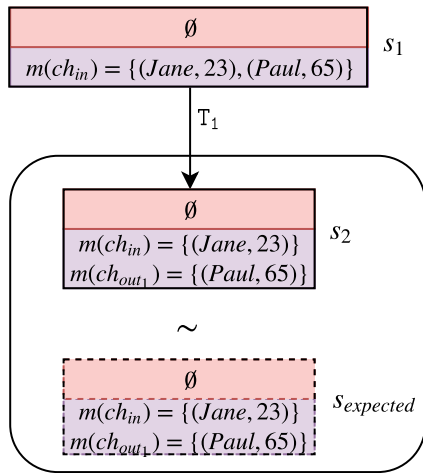 ∅
m(ch_in) = {(Jane, 23), (Paul, 65)}
s_1
T_1
∅
m(ch_in) = {(Jane, 23)}
m(ch_out_1) = {(Paul, 65)}
s_2
~
∅
m(ch_in) = {(Jane, 23)}
m(ch_out_1) = {(Paul, 65)}
s_expected